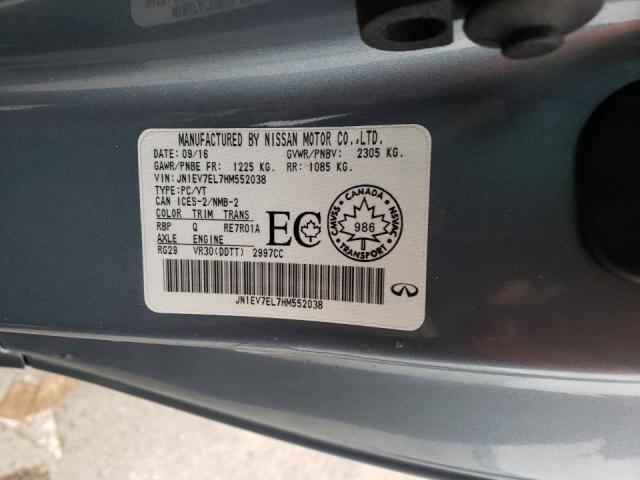 MANUFACTURED BY NISSAN MOTOR CO.,LTD.
DATE: 09/16 GVWR/PNBV: 2305 KG.
GAWR/PNBE FR: 1225 KG. RR: 1085 KG.
VIN: JN1EV7EL7HM552038
TYPE: PC/VT
CAN ICES-2/NMB-2
COLOR TRIM TRANS
RBP Q RE7R01A
AXLE ENGINE
RG29 VR30(DDTT) 2997CC
EC
CANADA
CMVSS NSVAC
986
CANADA
JN1EV7EL7HM552038